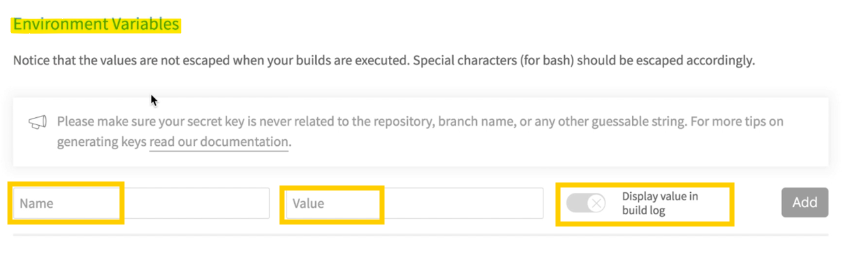 Environment Variables
Notice that the values are not escaped when your builds are executed. Special characters (for bash) should be escaped accordingly.
Please make sure your secret key is never related to the repository, branch name, or any other guessable string. For more tips on
generating keys read our documentation.
Name
Value
Display value in
build log
Add